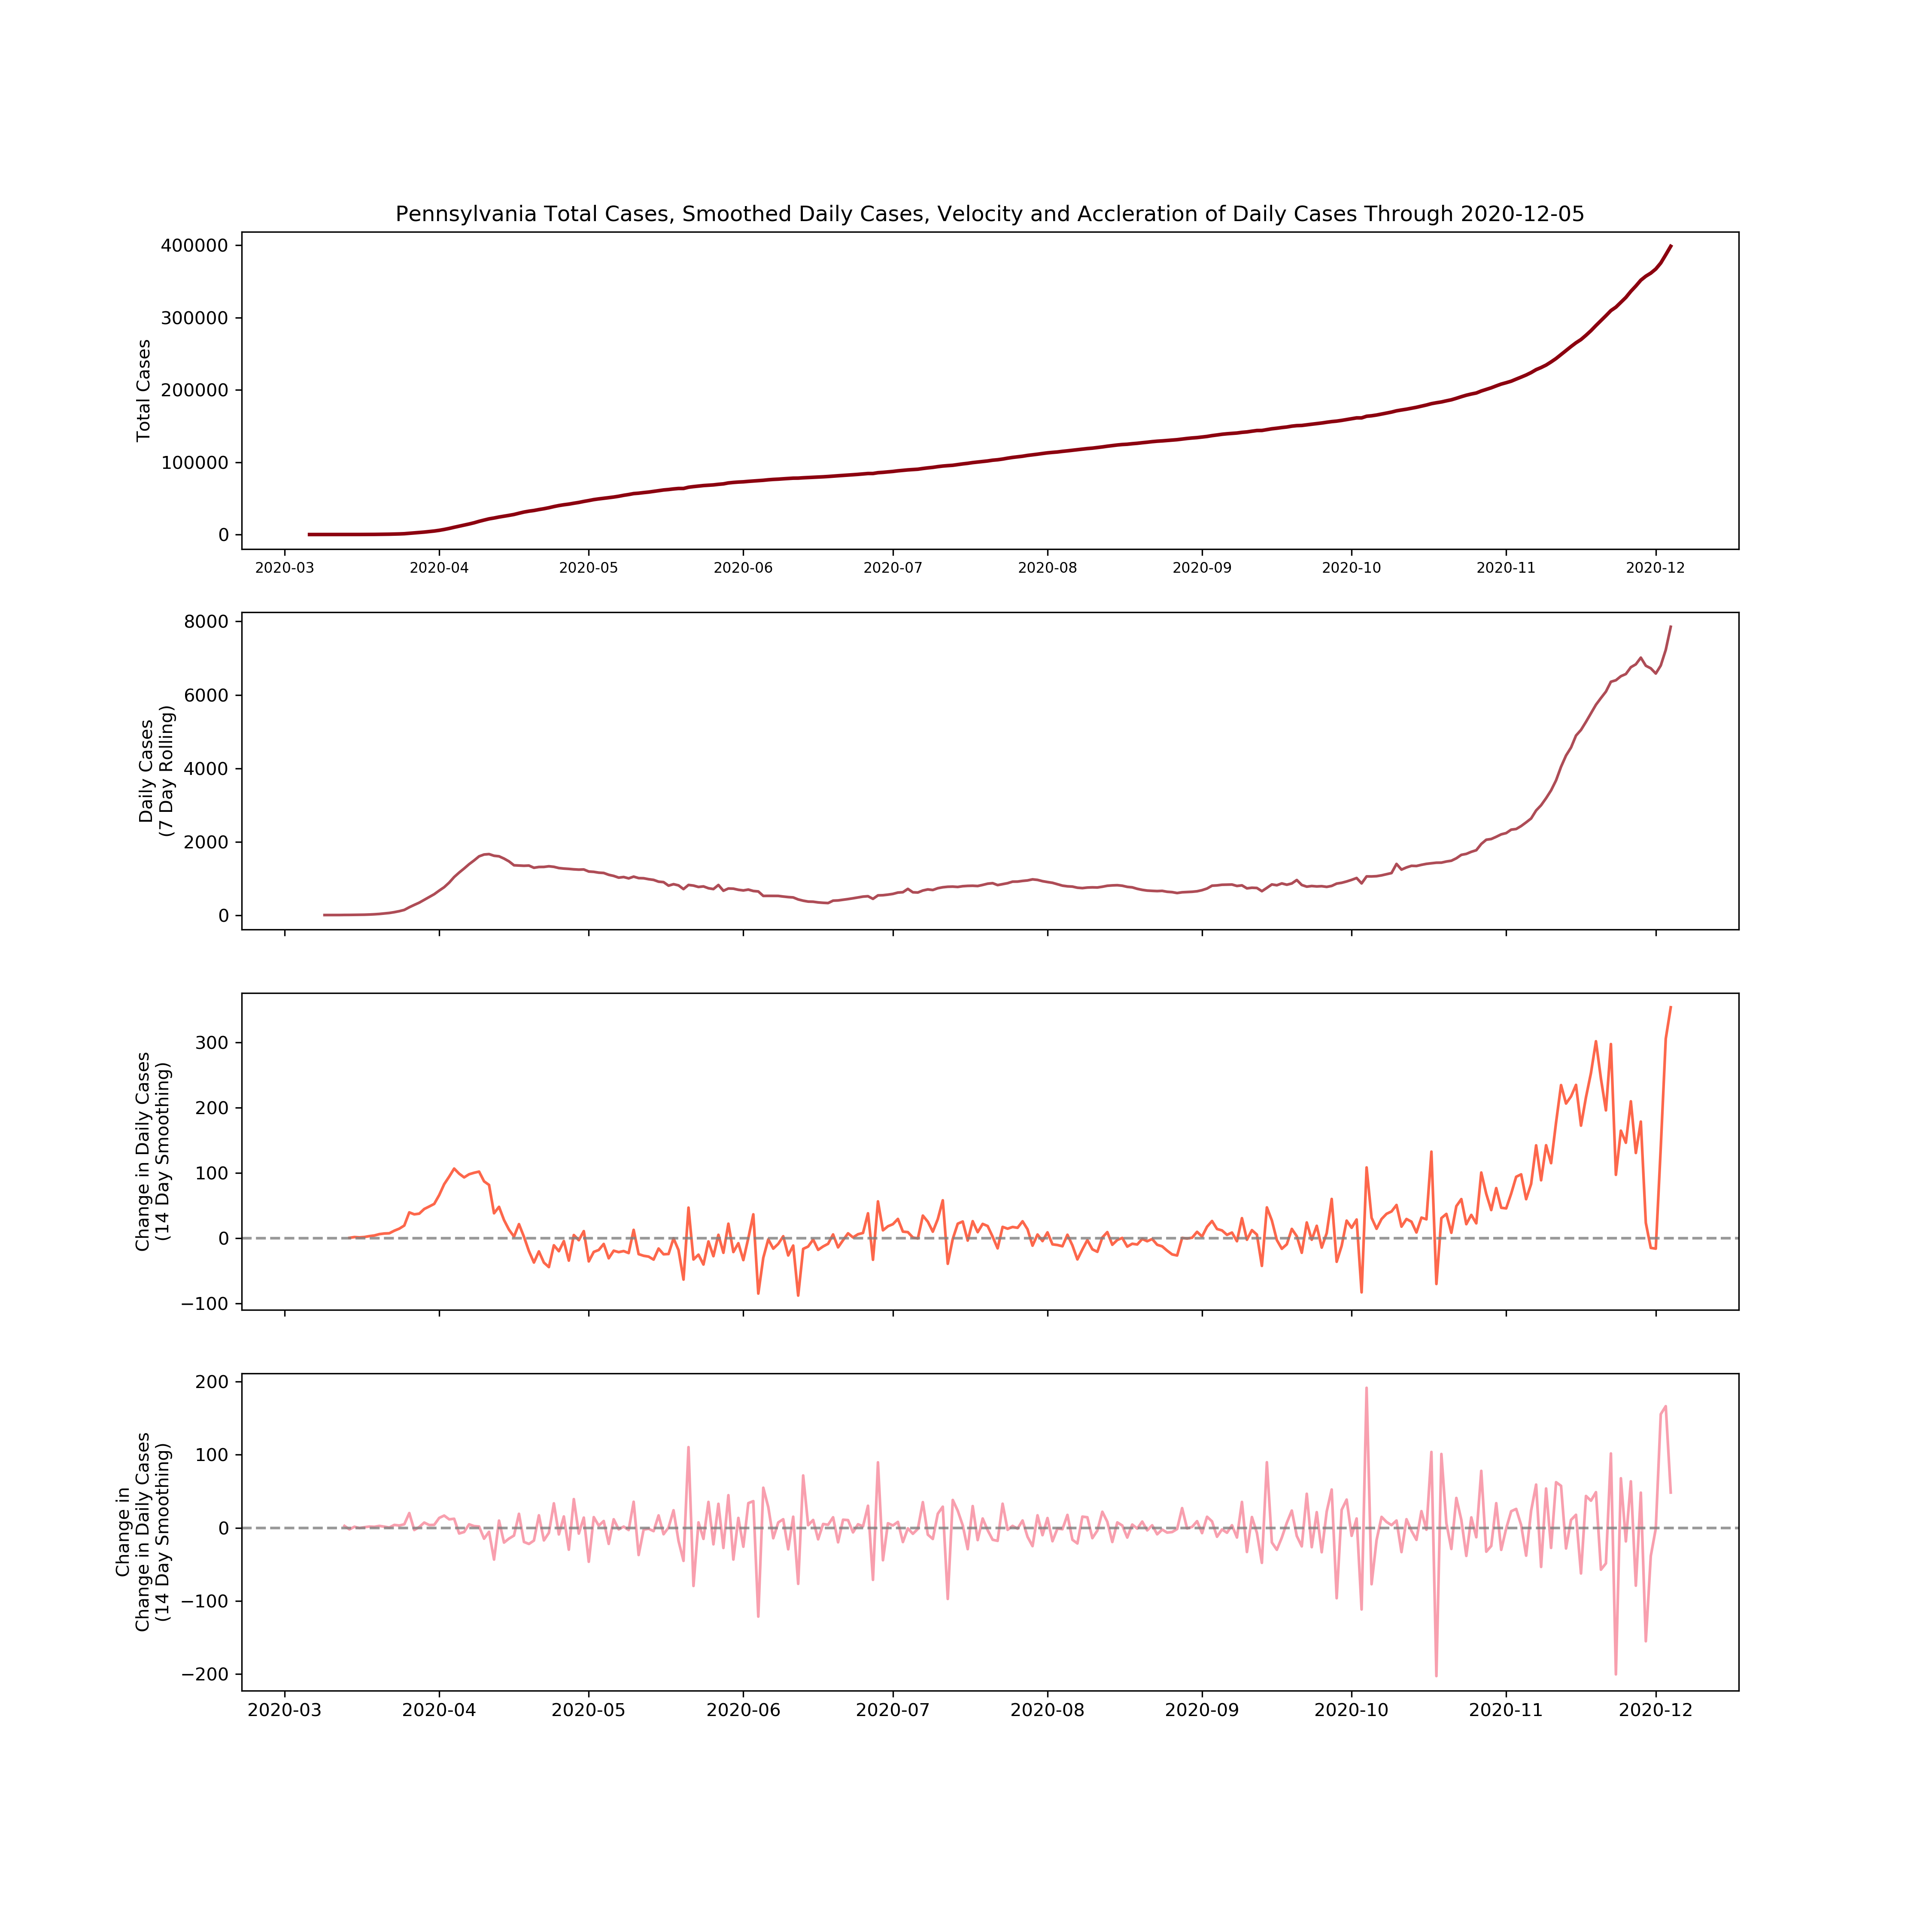 Pennsylvania Total Cases, Smoothed Daily Cases, Velocity and Accleration of Daily Cases Through 2020-12-05
Total Cases
400000
300000
200000
100000
0
2020-03 2020-04 2020-05 2020-06 2020-07 2020-08 2020-09 2020-10 2020-11 2020-12
Daily Cases
(7 Day Rolling)
8000
6000
4000
2000
0
Change in Daily Cases
(14 Day Smoothing)
300
200
100
0
−100
Change in
Change in Daily Cases
(14 Day Smoothing)
200
100
0
−100
−200
2020-03 2020-04 2020-05 2020-06 2020-07 2020-08 2020-09 2020-10 2020-11 2020-12